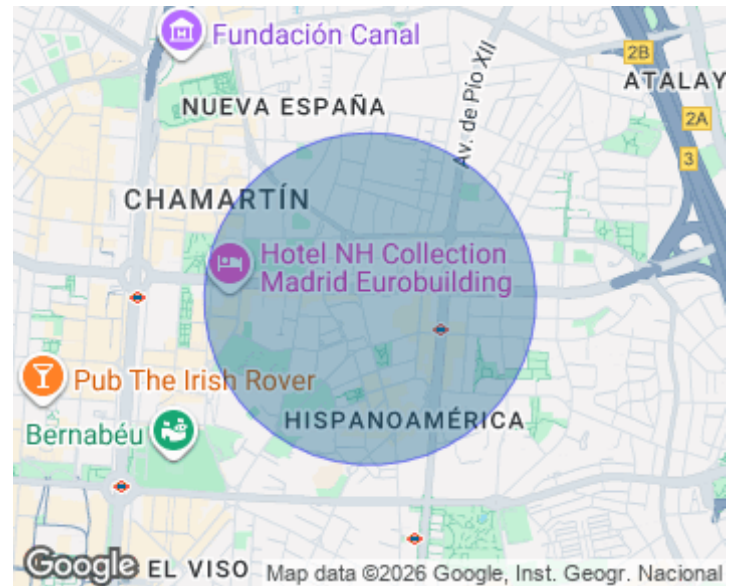 Fundación Canal
2B
Av. de Pío XII
ATALAY
NUEVA ESPAÑA
2A
3
CHAMARTÍN
Hotel NH Collection
Madrid Eurobuilding
Pub The Irish Rover
HISPANOAMÉRICA
Bernabéu
Google
EL VISO
Map data ©2026 Google, Inst. Geogr. Nacional